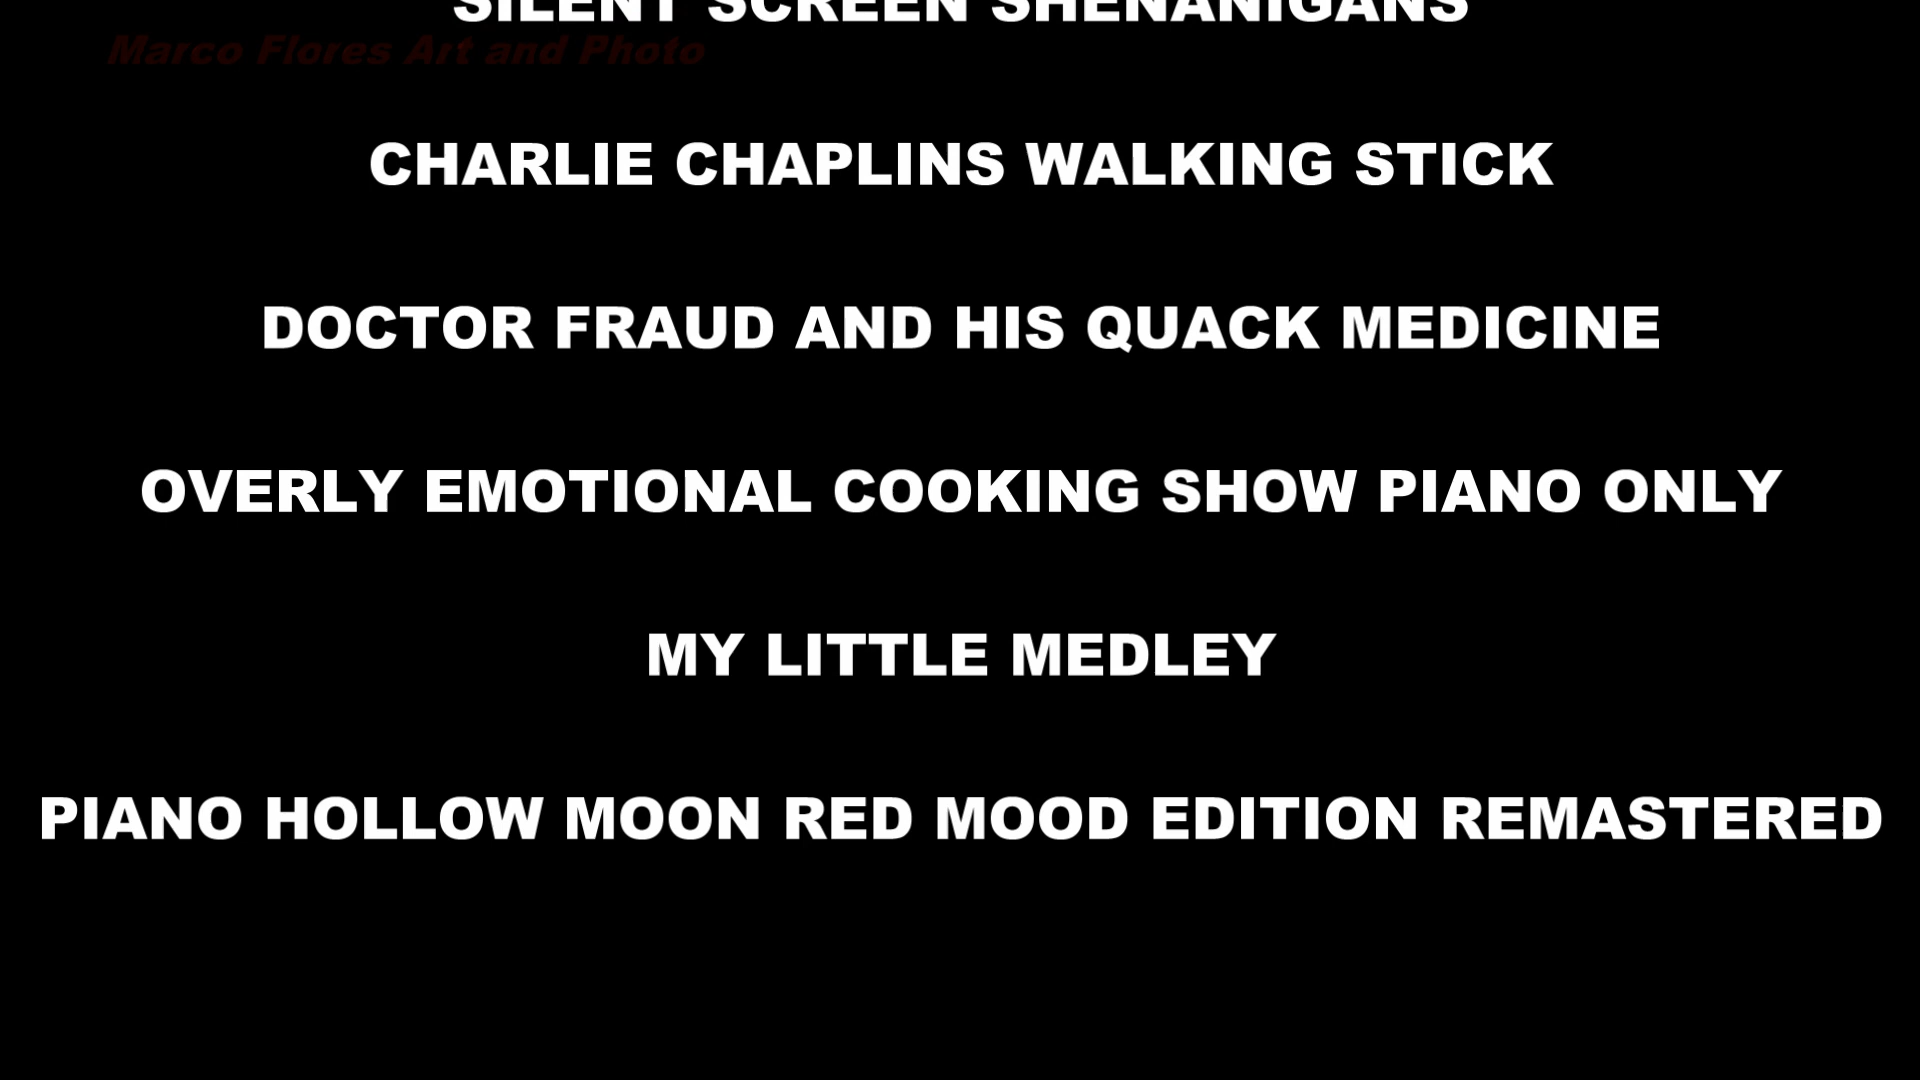 SILENT SCREEN SHENANIGANS
Marco Flores Art and Photo
CHARLIE CHAPLINS WALKING STICK
DOCTOR FRAUD AND HIS QUACK MEDICINE
OVERLY EMOTIONAL COOKING SHOW PIANO ONLY
MY LITTLE MEDLEY
PIANO HOLLOW MOON RED MOOD EDITION REMASTERED